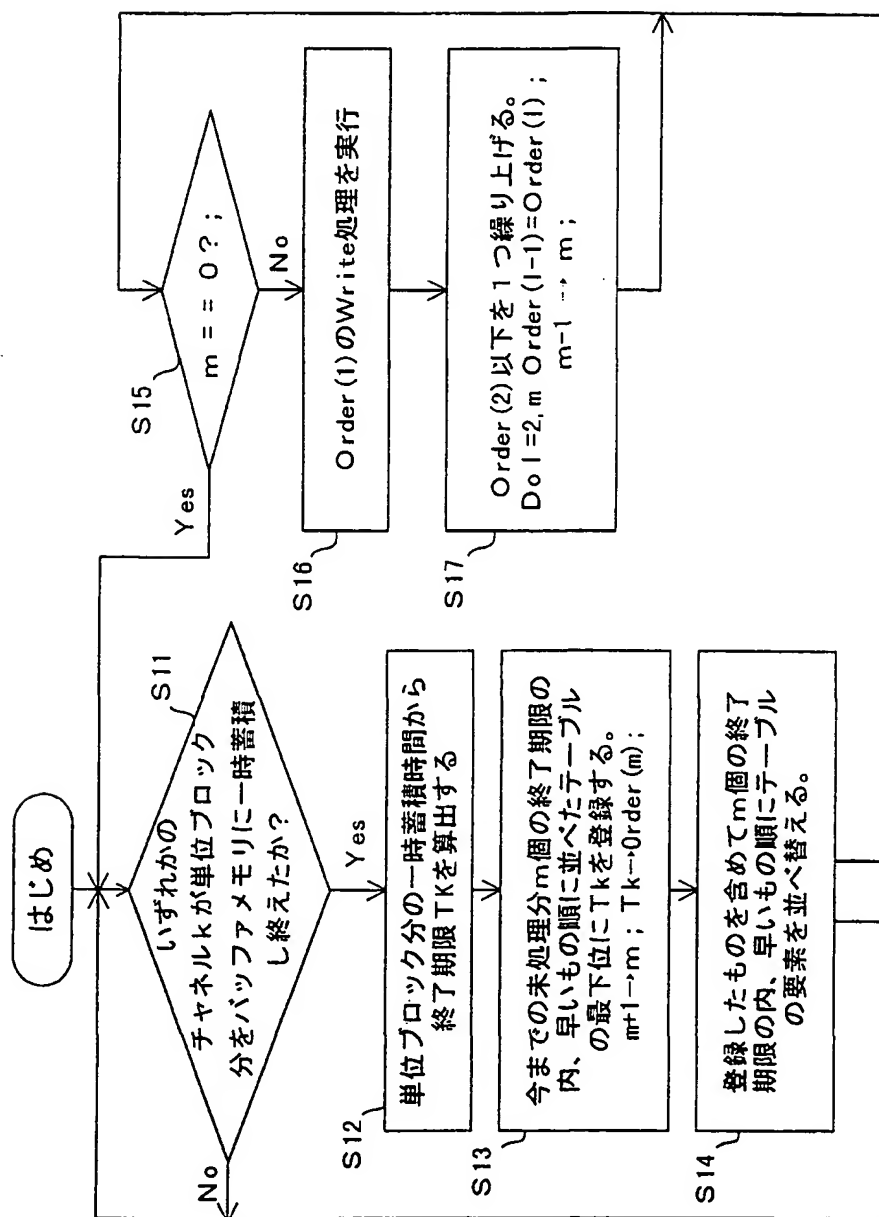 はじめ
S11
いずれかの
チャネルkが単位ブロック
分をバッファメモリに一時蓄積
し終えたか?
No
Yes
S12
単位ブロック分の一時蓄積時間から
終了期限TKを算出する
S13
今までの未処理分m個の終了期限の
内、早いもの順に並べたテーブル
の最下位にTkを登録する。
m+1→m;Tk→Order(m);
S14
登録したものを含めてm個の終了
期限の内、早いもの順にテーブル
の要素を並べ替える。
S15
m==0?;
Yes
No
S16
Order(1)のWrite処理を実行
S17
Order(2)以下を1つ繰り上げる。
Do l=2,m Order(l-1)=Order(l);
m-1→m;